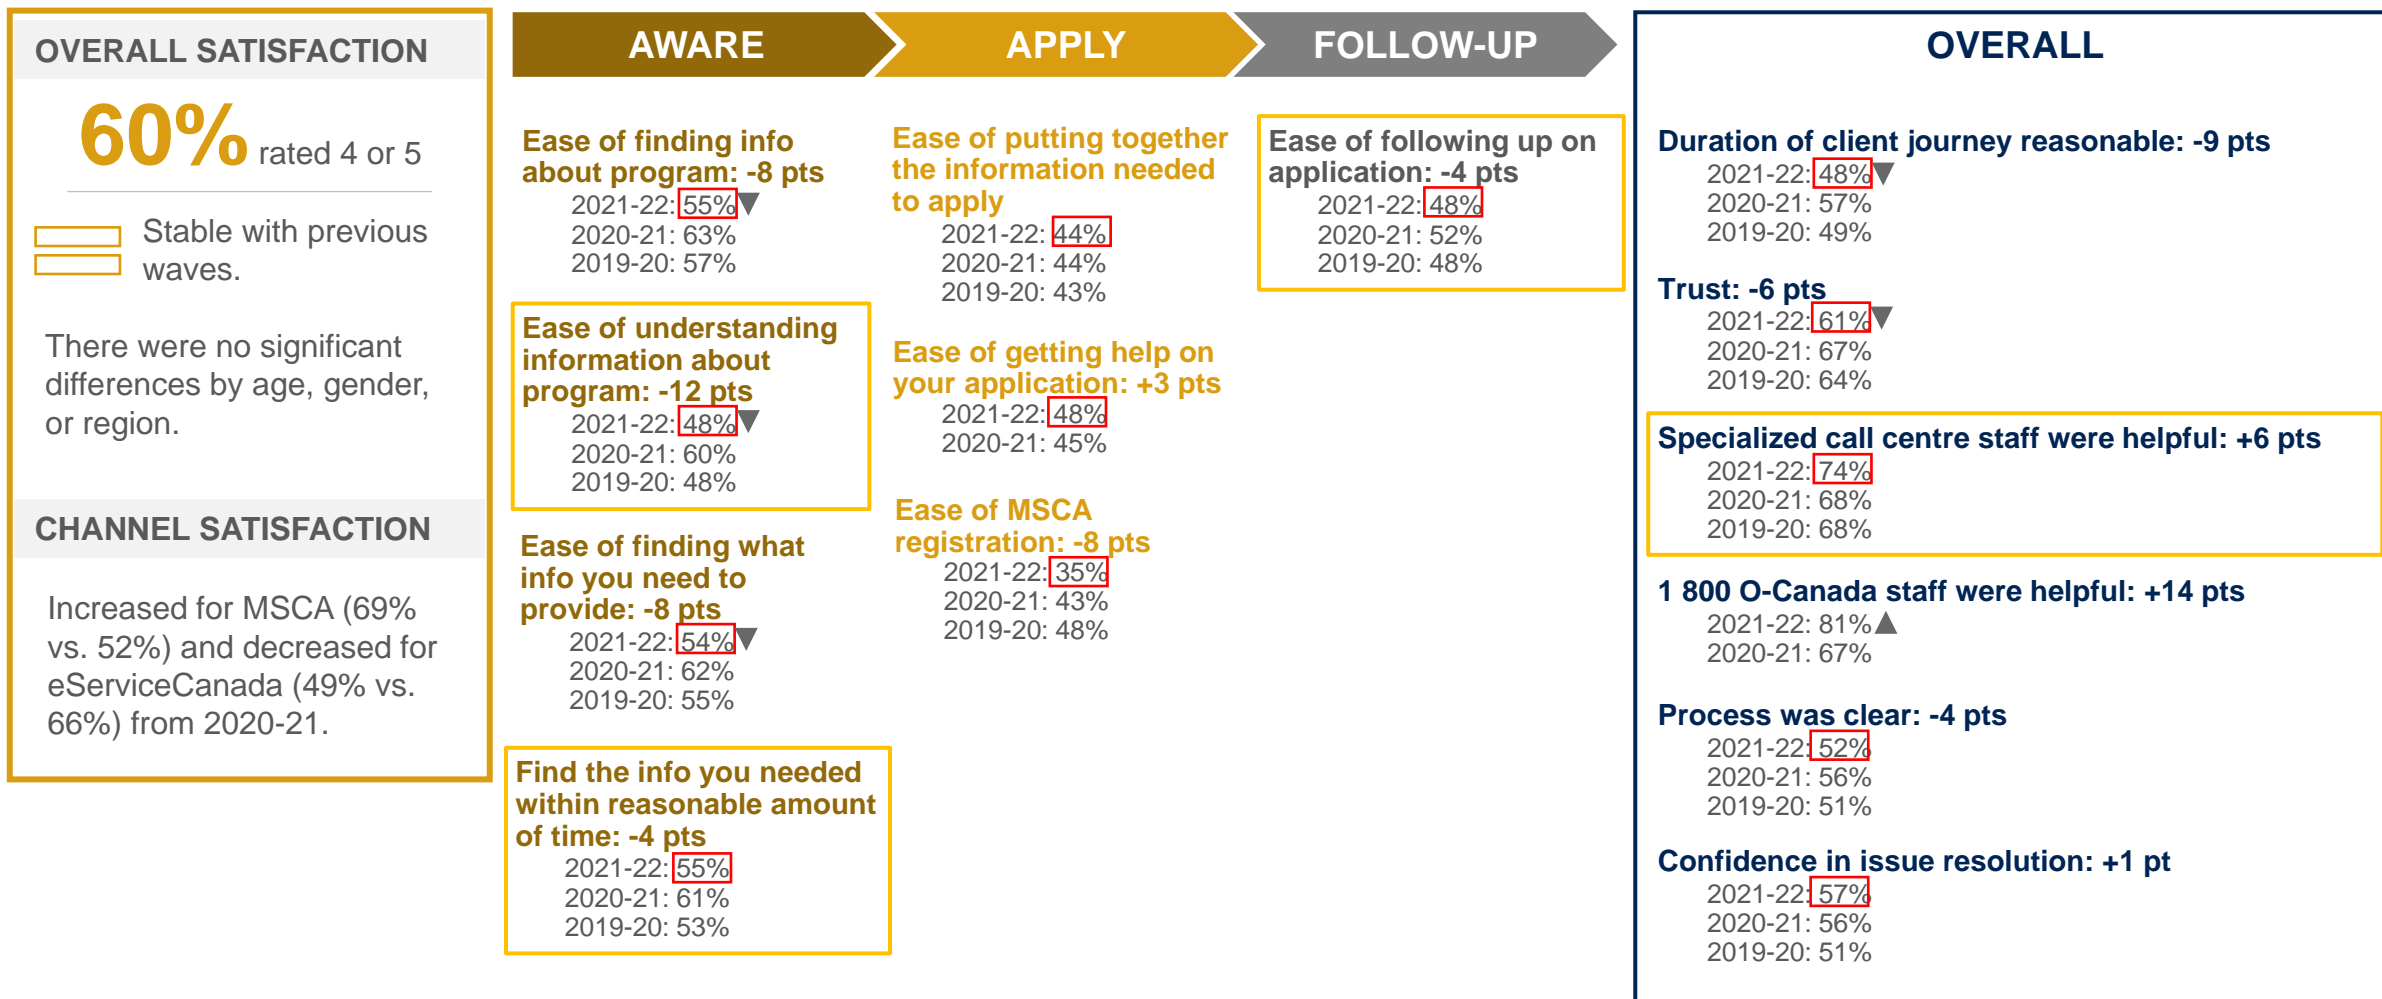 OVERALL SATISFACTION
60% rated 4 or 5
Stable with previous
waves.
There were no significant
differences by age, gender,
or region.
CHANNEL SATISFACTION
Increased for MSCA (69%
vs. 52%) and decreased for
eServiceCanada (49% vs.
66%) from 2020-21.
AWARE
Ease of finding info
about program: -8 pts
2021-22: 55%▼
2020-21: 63%
2019-20: 57%
Ease of understanding
information about
program: -12 pts
2021-22: 48%▼
2020-21: 60%
2019-20: 48%
Ease of finding what
info you need to
provide: -8 pts
2021-22: 54%▼
2020-21: 62%
2019-20: 55%
Find the info you needed
within reasonable amount
of time: -4 pts
2021-22: 55%
2020-21: 61%
2019-20: 53%
APPLY
Ease of putting together
the information needed
to apply
2021-22: 44%
2020-21: 44%
2019-20: 43%
Ease of getting help on
your application: +3 pts
2021-22: 48%
2020-21: 45%
Ease of MSCA
registration: -8 pts
2021-22: 35%
2020-21: 43%
2019-20: 48%
FOLLOW-UP
Ease of following up on
application: -4 pts
2021-22: 48%
2020-21: 52%
2019-20: 48%
OVERALL
Duration of client journey reasonable: -9 pts
2021-22: 48%▼
2020-21: 57%
2019-20: 49%
Trust: -6 pts
2021-22: 61%▼
2020-21: 67%
2019-20: 64%
Specialized call centre staff were helpful: +6 pts
2021-22: 74%
2020-21: 68%
2019-20: 68%
1 800 O-Canada staff were helpful: +14 pts
2021-22: 81%▲
2020-21: 67%
Process was clear: -4 pts
2021-22: 52%
2020-21: 56%
2019-20: 51%
Confidence in issue resolution: +1 pt
2021-22: 57%
2020-21: 56%
2019-20: 51%